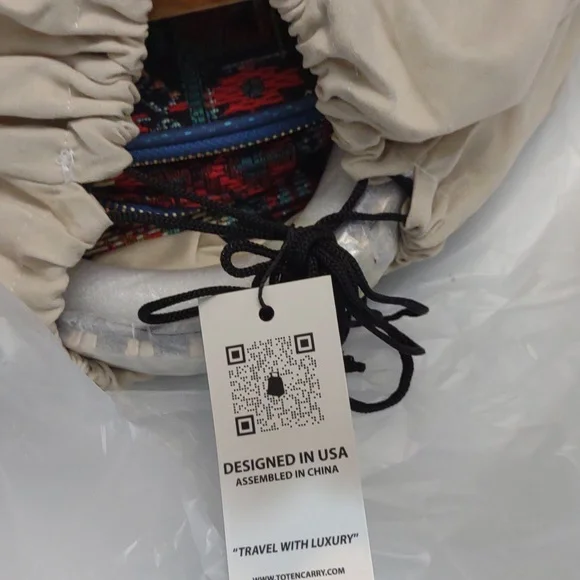 DESIGNED IN USA
ASSEMBLED IN CHINA
"TRAVEL WITH LUXURY"
WWW.TOTENCARRY.COM